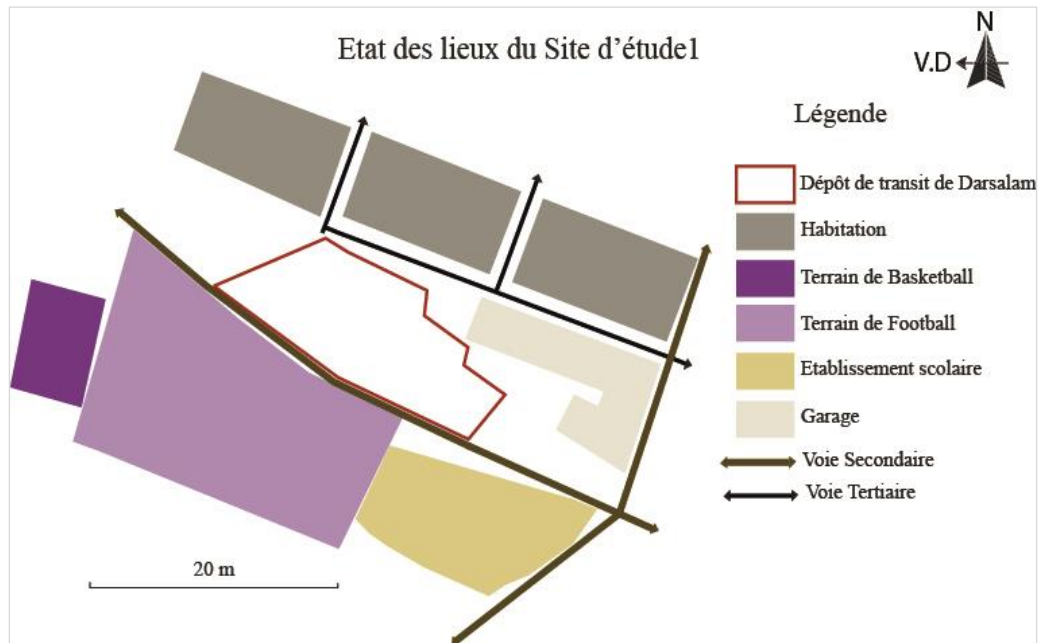 Etat des lieux du Site d'étude1
N
V.D
Légende
Dépôt de transit de Darsalam
Habitation
Terrain de Basketball
Terrain de Football
Etablissement scolaire
Garage
Voie Secondaire
Voie Tertiaire
20 m